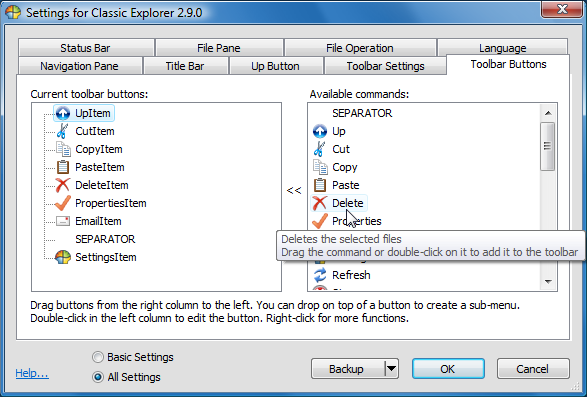 Settings for Classic Explorer 2.9.0
Status Bar
File Pane
File Operation
Language
Navigation Pane
Title Bar
Up Button
Toolbar Settings
Toolbar Buttons
Current toolbar buttons:
UpItem
CutItem
CopyItem
PasteItem
DeleteItem
PropertiesItem
EmailItem
SEPARATOR
SettingsItem
<<
Available commands:
SEPARATOR
Up
Cut
Copy
Paste
Delete
Properties
Deletes the selected files
Drag the command or double-click on it to add it to the toolbar
Refresh
Drag buttons from the right column to the left. You can drop on top of a button to create a sub-menu.
Double-click in the left column to edit the button. Right-click for more functions.
Help...
Basic Settings
All Settings
Backup
OK
Cancel